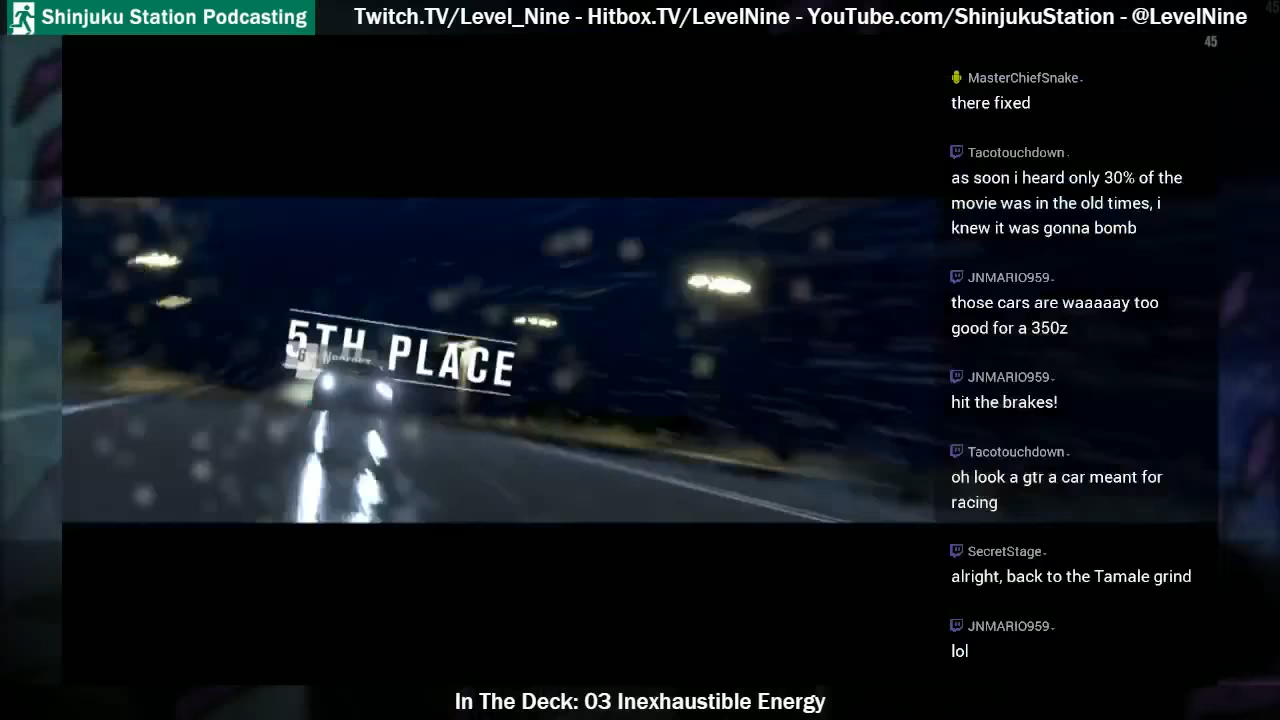 Shinjuku Station Podcasting
Twitch.TV/Level_Nine - Hitbox.TV/LevelNine - YouTube.com/ShinjukuStation - @LevelNine
45
45
MasterChiefSnake
there fixed
Tacotouchdown
as soon i heard only 30% of the
movie was in the old times, i
knew it was gonna bomb
JNMARIO959
those cars are waaaaay too
good for a 350z
JNMARIO959
hit the brakes!
Tacotouchdown
oh look a gtr a car meant for
racing
SecretStage
alright, back to the Tamale grind
JNMARIO959
lol
5TH PLACE
6
In The Deck: 03 Inexhaustible Energy